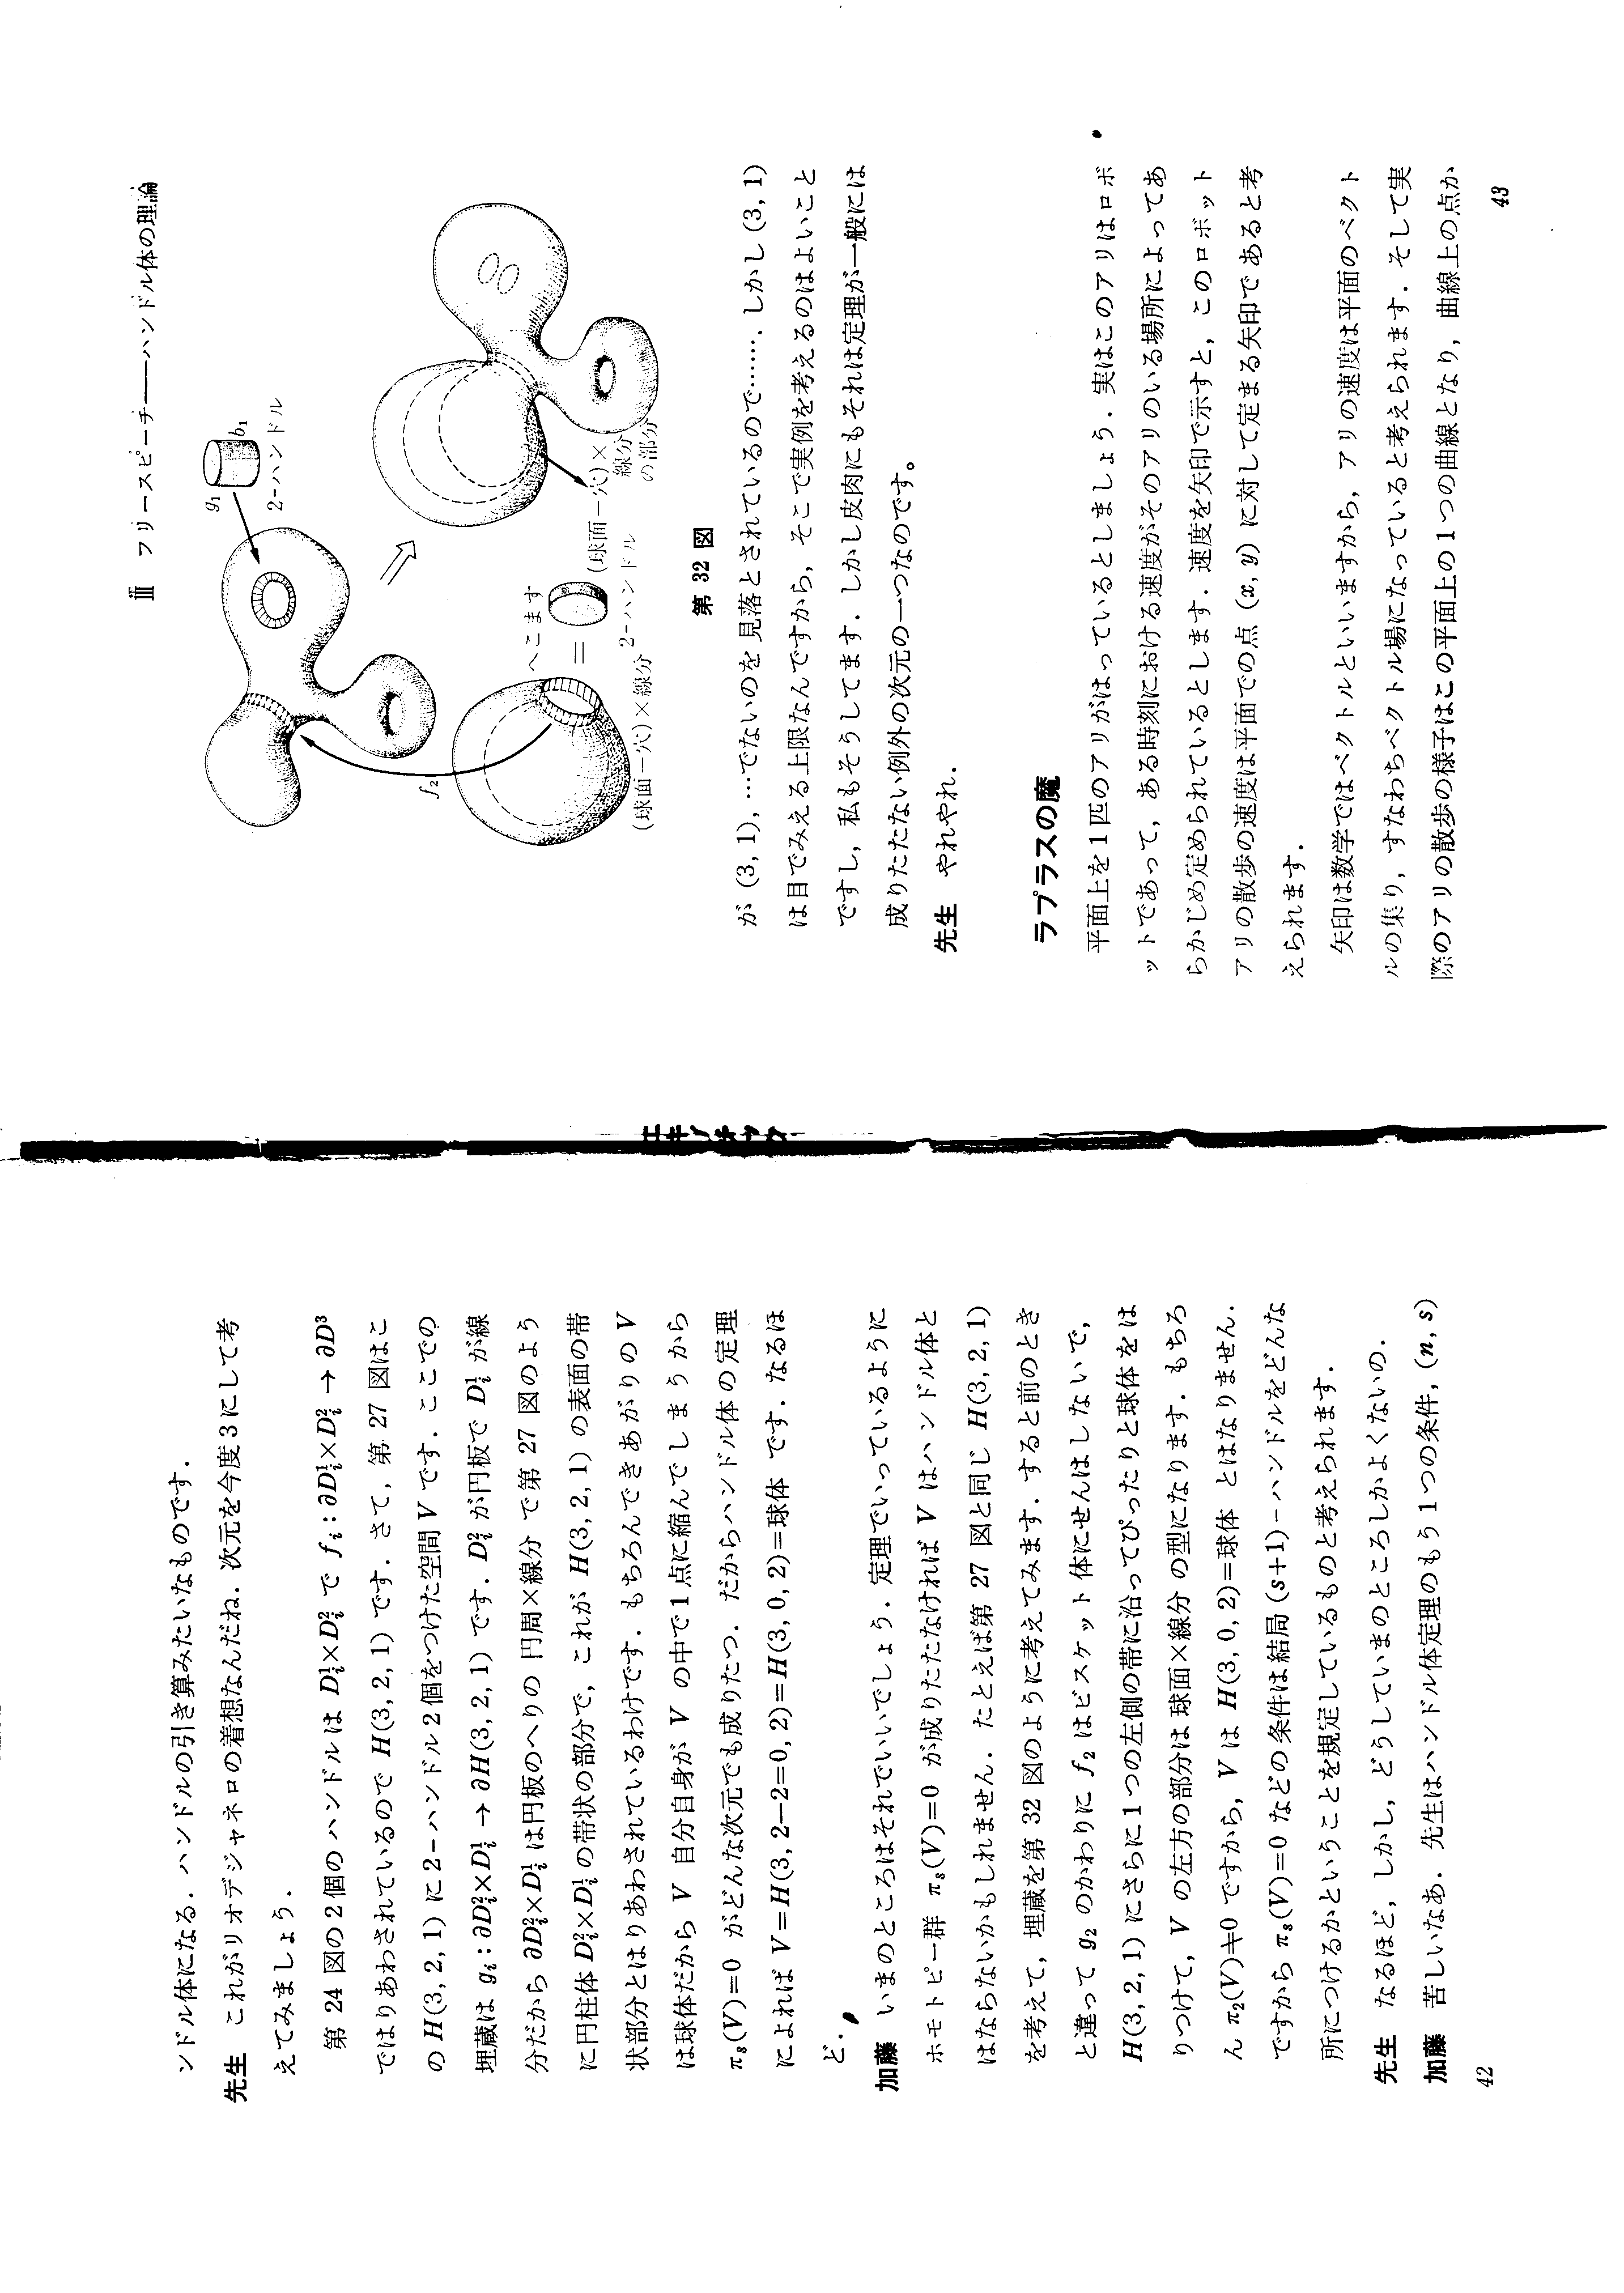 ンドル体になる．ハンドルの引き算みたいなものです．
先生 これがリオデジャネロの着想なんだね．次元を今度3にして考
えてみましょう．
第 24 図の2個のハンドルは D¹ᵢ×D²ᵢ で fᵢ：∂D¹ᵢ×D²ᵢ → ∂D³
ではりあわされているので H(3, 2, 1) です．さて，第 27 図はこ
の H(3, 2, 1) に 2−ハンドル2個をつけた空間 V です．ここでの
埋蔵は gᵢ：∂D²ᵢ×D¹ᵢ → ∂H(3, 2, 1) です．D²ᵢ が円板で D¹ᵢ が線
分だから ∂D²ᵢ×D¹ᵢ は円板のへりの 円周×線分 で第 27 図のよう
に円柱体 D²ᵢ×D¹ᵢ の帯状の部分で，これが H(3, 2, 1) の表面の帯
状部分とはりあわされているわけです．もちろんできあがりの V
は球体だから V 自分自身が V の中で1点に縮んでしまうから
πₛ(V)=0 がどんな次元でも成りたつ．だからハンドル体の定理
によれば V＝H(3, 2−2＝0, 2)＝H(3, 0, 2)＝球体 です．なるほ
ど．
加藤 いまのところはそれでいいでしょう．定理でいっているように
ホモトピー群 πₛ(V)=0 が成りたたなければ V はハンドル体と
はならないかもしれません．たとえば第 27 図と同じ H(3, 2, 1)
を考えて，埋蔵を第 32 図のように考えてみます．すると前のとき
と違って g₂ のかわりに f₂ はビスケット体にせんはしないで，
H(3, 2, 1) にさらに1つの左側の帯に沿ってぴったりと球体をは
りつけて，V の左方の部分は球面×線分 の型になります．もちろ
ん π₂(V)≠0 ですから，V は H(3, 0, 2)＝球体 とはなりません．
ですから πₛ(V)=0 などの条件は結局 (s+1)−ハンドルをどんな
所につけるかということを規定しているものと考えられます．
先生 なるほど，しかし，どうしていまのところしかよくないの．
加藤 苦しいなあ．先生はハンドル体定理のもう1つの条件，(n, s)
42
Ⅲ フリースピーチ――ハンドル体の理論
g₁
b₁
2-ハンドル
f₂
へこます
=
(球面−穴)×線分
2-ハンドル
(球面−穴)×
線分
の部分
第 32 図
が (3, 1), …でないのを見落とされているので……．しかし (3, 1)
は目でみえる上限なんですから，そこで実例を考えるのはよいこと
ですし，私もそうしてます．しかし皮肉にもそれは定理が一般には
成りたたない例外の次元の一つなのです。
先生 やれやれ．
ラプラスの魔
平面上を1匹のアリがはっているとしましょう．実はこのアリはロボ
ットであって，ある時刻における速度がそのアリのいる場所によってあ
らかじめ定められているとします．速度を矢印で示すと，このロボット
アリの散歩の速度は平面での点 (x, y) に対して定まる矢印であると考
えられます．
矢印は数学ではベクトルといいますから，アリの速度は平面のベクト
ルの集り，すなわちベクトル場になっていると考えられます．そして実
際のアリの散歩の様子はこの平面上の1つの曲線となり，曲線上の点か
43